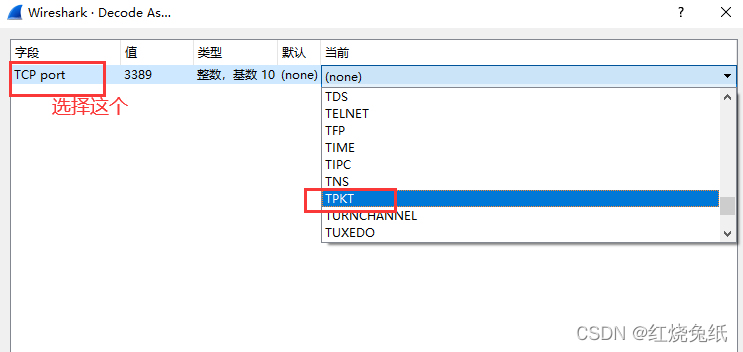 Wireshark · Decode As...
字段 值 类型 默认 当前
TCP port 3389 整数，基数 10 (none) (none)
选择这个
TDS
TELNET
TFP
TIME
TIPC
TNS
TPKT
TURNCHANNEL
TUXEDO
CSDN @红烧兔纸